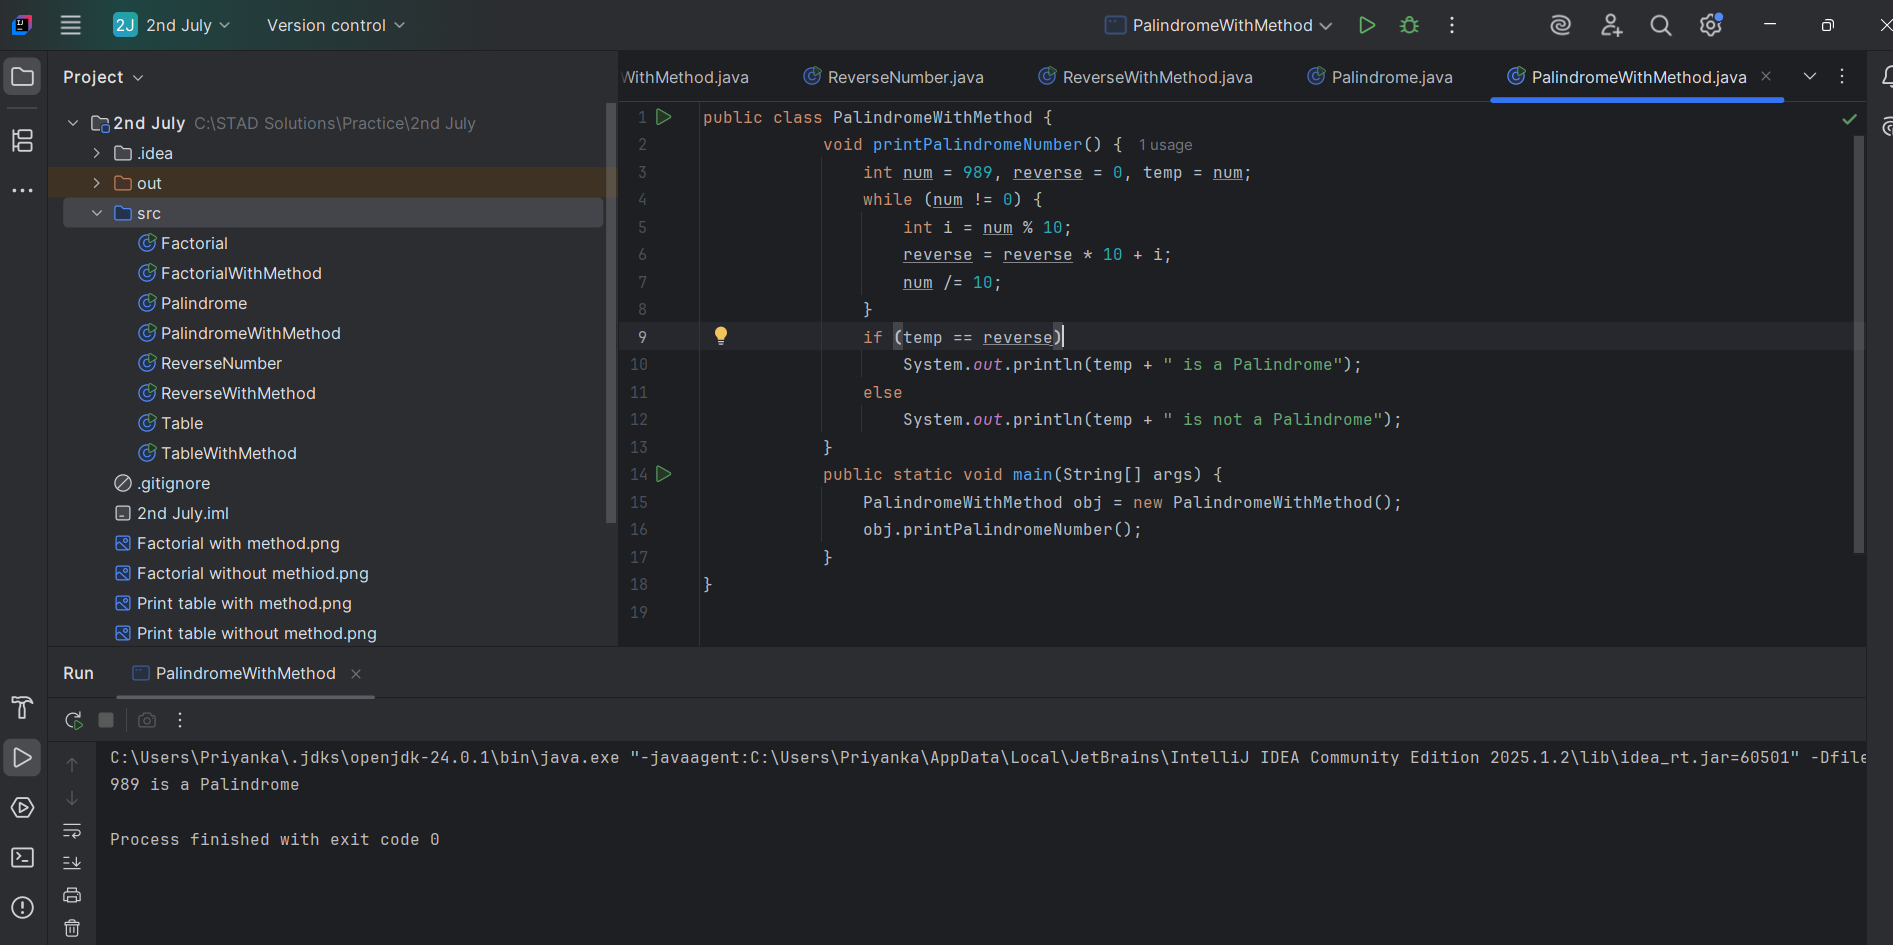 2J 2nd July Version control PalindromeWithMethod
Project
WithMethod.java ReverseNumber.java ReverseWithMethod.java Palindrome.java PalindromeWithMethod.java
2nd July C:\STAD Solutions\Practice\2nd July
.idea
out
src
Factorial
FactorialWithMethod
Palindrome
PalindromeWithMethod
ReverseNumber
ReverseWithMethod
Table
TableWithMethod
.gitignore
2nd July.iml
Factorial with method.png
Factorial without methiod.png
Print table with method.png
Print table without method.png
1 public class PalindromeWithMethod {
2 void printPalindromeNumber() { 1 usage
3 int num = 989, reverse = 0, temp = num;
4 while (num != 0) {
5 int i = num % 10;
6 reverse = reverse * 10 + i;
7 num /= 10;
8 }
9 if (temp == reverse)
10 System.out.println(temp + " is a Palindrome");
11 else
12 System.out.println(temp + " is not a Palindrome");
13 }
14 public static void main(String[] args) {
15 PalindromeWithMethod obj = new PalindromeWithMethod();
16 obj.printPalindromeNumber();
17 }
18 }
19
Run PalindromeWithMethod
C:\Users\Priyanka\.jdks\openjdk-24.0.1\bin\java.exe "-javaagent:C:\Users\Priyanka\AppData\Local\JetBrains\IntelliJ IDEA Community Edition 2025.1.2\lib\idea_rt.jar=60501" -Dfile
989 is a Palindrome
Process finished with exit code 0